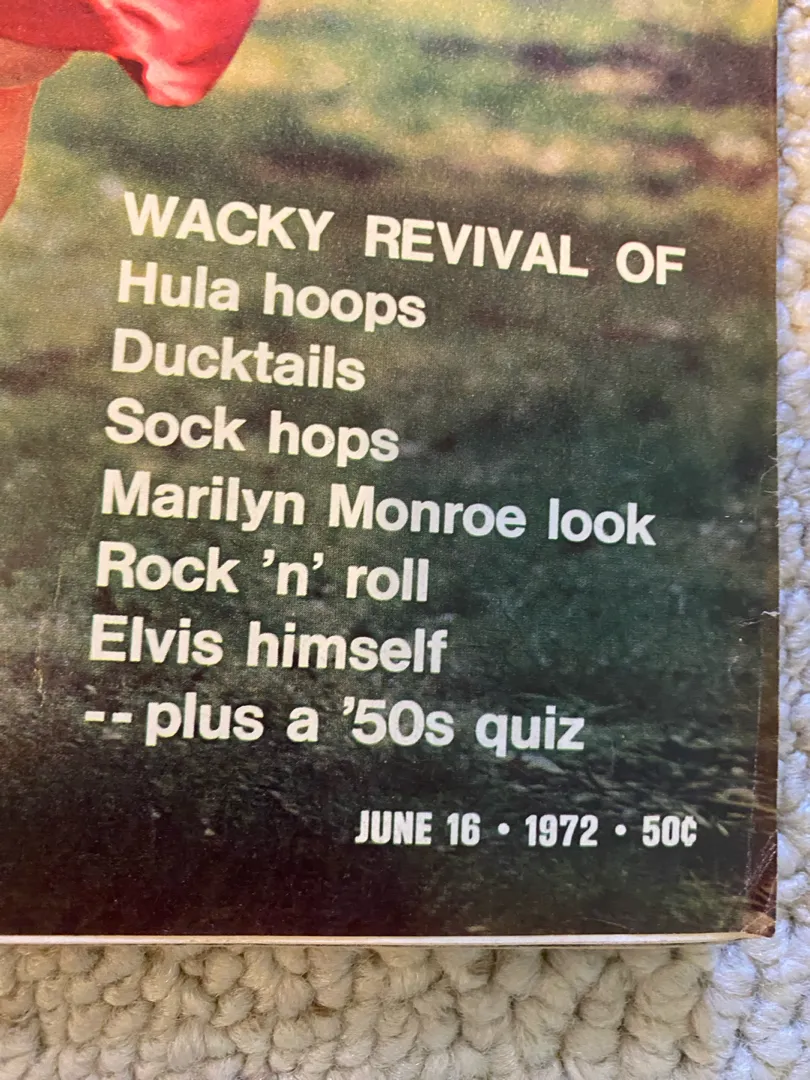 WACKY REVIVAL OF
Hula hoops
Ducktails
Sock hops
Marilyn Monroe look
Rock 'n' roll
Elvis himself
--plus a '50s quiz
JUNE 16 • 1972 • 50¢